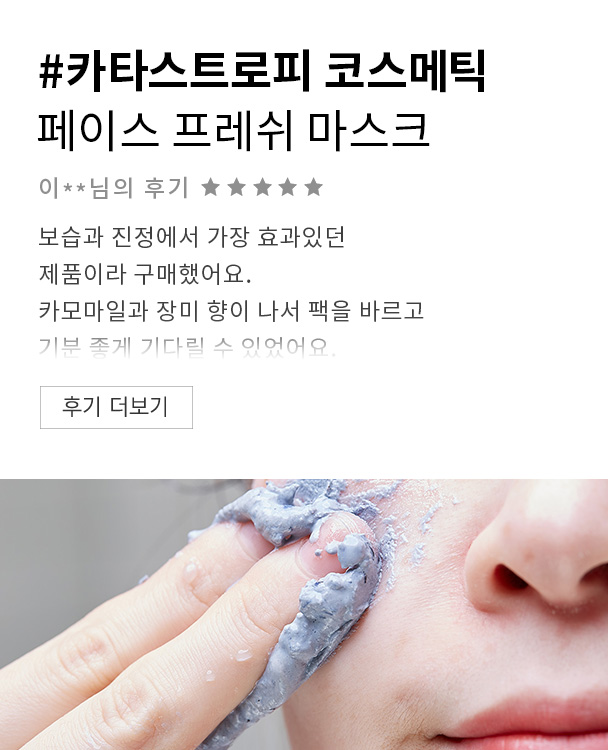 #카타스트로피 코스메틱
페이스 프레쉬 마스크
이**님의 후기 ★★★★★
보습과 진정에서 가장 효과있던
제품이라 구매했어요.
카모마일과 장미 향이 나서 팩을 바르고
기분 좋게 기다릴 수 있었어요.
후기 더보기